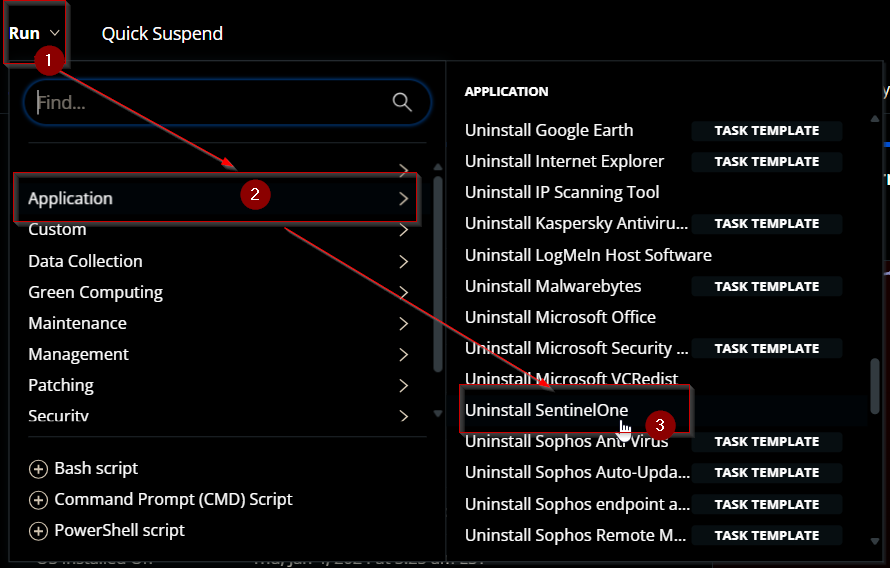 Run
Quick Suspend
1
Find...
2
Application
Custom
Data Collection
Green Computing
Maintenance
Management
Patching
Security
Bash script
Command Prompt (CMD) Script
PowerShell script
APPLICATION
Uninstall Google Earth TASK TEMPLATE
Uninstall Internet Explorer TASK TEMPLATE
Uninstall IP Scanning Tool
Uninstall Kaspersky Antiviru... TASK TEMPLATE
Uninstall LogMeIn Host Software
Uninstall Malwarebytes TASK TEMPLATE
Uninstall Microsoft Office
Uninstall Microsoft Security ... TASK TEMPLATE
Uninstall Microsoft VCRedist
Uninstall SentinelOne
3
Uninstall Sophos Anti Virus TASK TEMPLATE
Uninstall Sophos Auto-Upda... TASK TEMPLATE
Uninstall Sophos endpoint a... TASK TEMPLATE
Uninstall Sophos Remote M... TASK TEMPLATE